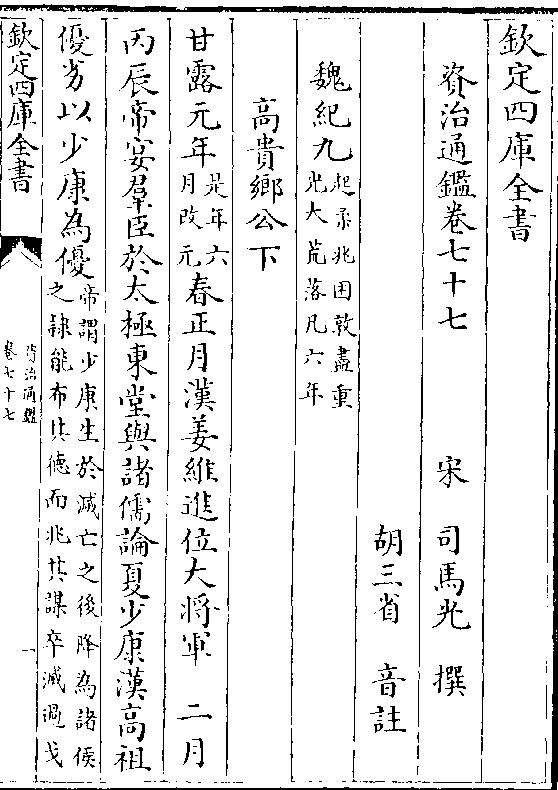 欽定四庫全書
資治通鑑卷七十七
宋 司馬光 撰
胡三省 音註
魏紀九起柔兆困敦盡重
光大荒落凡六年
高貴鄉公下
甘露元年是年六
月改元春正月漢姜維進位大將軍 二月
丙辰帝宴羣臣於太極東堂與諸儒論夏少康漢高祖
優劣以少康為優帝謂少康生於滅亡之後降為諸侯
之隸能布其德而兆其謀卒滅過戈
欽定四庫全書
資治通鑑
卷七十七
一